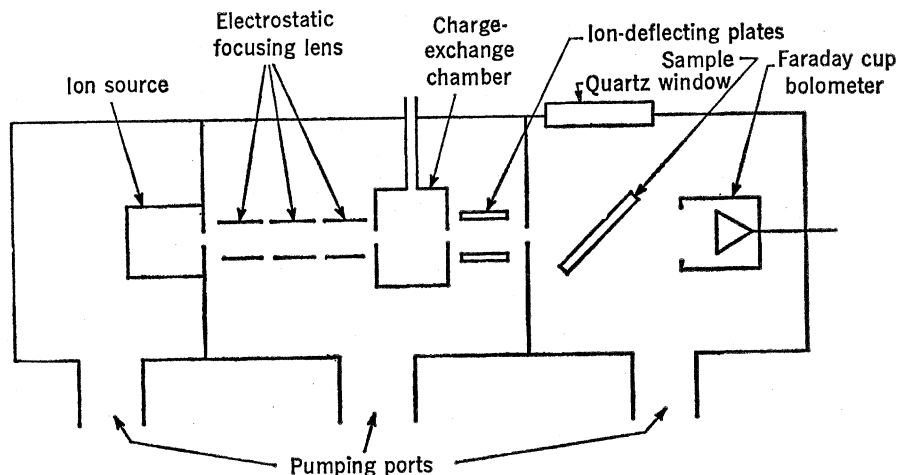 Electrostatic
focusing lens
Charge-
exchange
chamber
Ion-deflecting plates
Sample
Quartz window
Faraday cup
bolometer
Ion source
Pumping ports